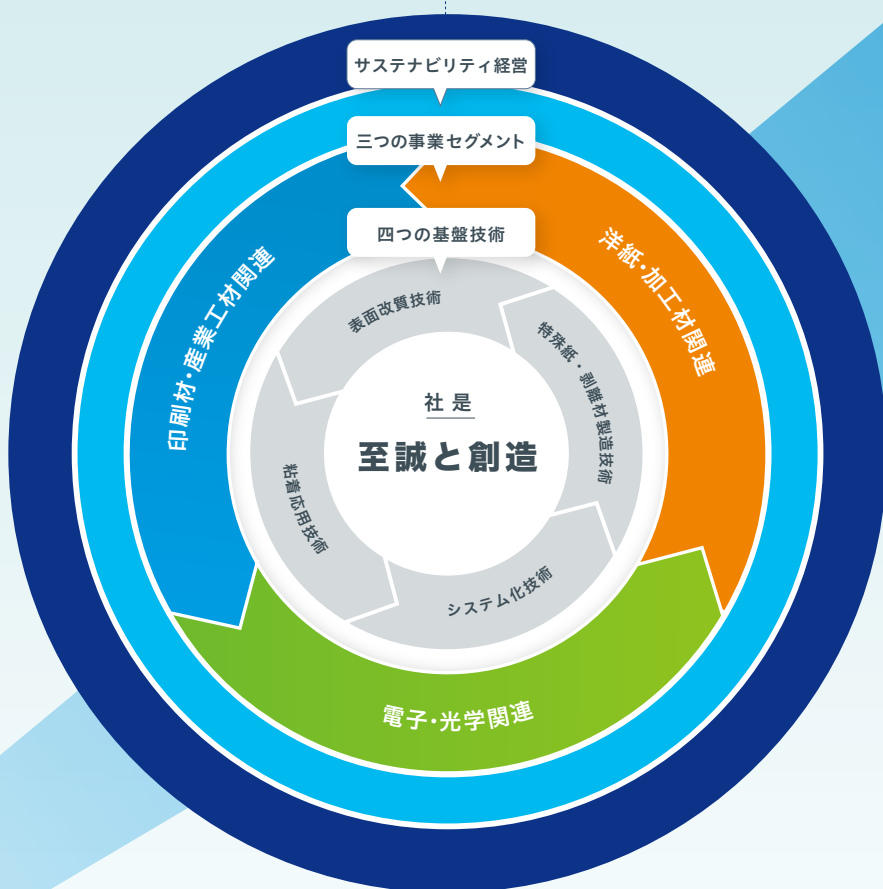 サステナビリティ経営
三つの事業セグメント
四つの基盤技術
洋紙・加工材関連
印刷材・産業工材関連
電子・光学関連
表面改質技術
特殊紙・剥離材製造技術
粘着応用技術
システム化技術
社是
至誠と創造